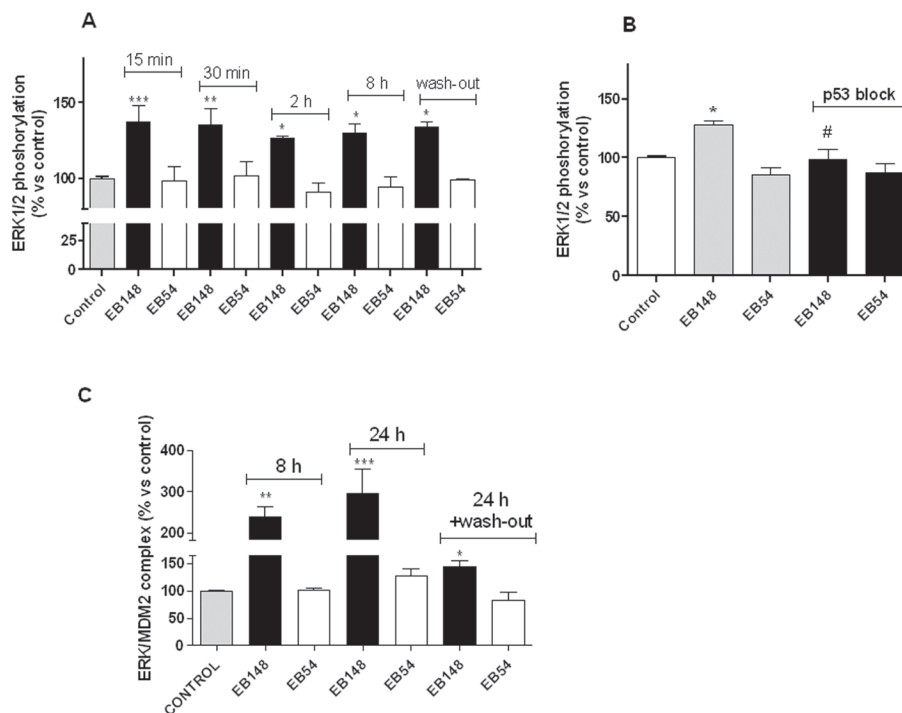 A
15 min
30 min
2 h
8 h
wash-out
***
**
*
*
*
ERK1/2 phoshorylation
(% vs control)
150
100
25
0
Control
EB148
EB54
EB148
EB54
EB148
EB54
EB148
EB54
EB148
EB54
B
p53 block
*
#
ERK1/2 phoshorylation
(% vs control)
150
100
50
0
Control
EB148
EB54
EB148
EB54
C
8 h
24 h
24 h
+wash-out
**
***
*
ERK/MDM2 complex (% vs control)
400
300
200
150
100
50
0
CONTROL
EB148
EB54
EB148
EB54
EB148
EB54